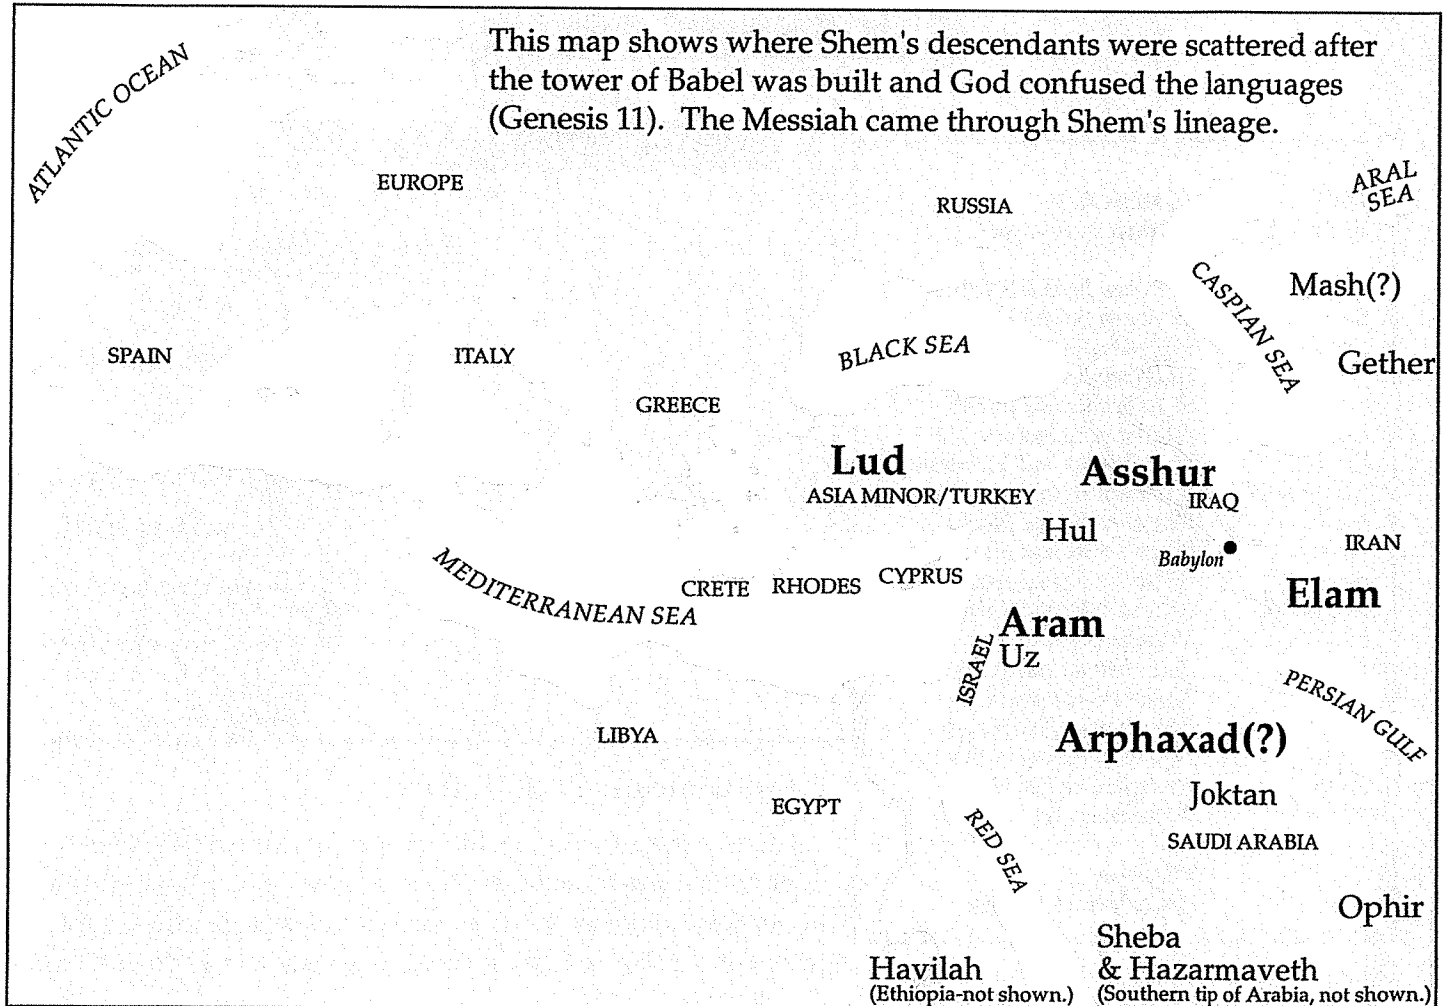 This map shows where Shem's descendants were scattered after
the tower of Babel was built and God confused the languages
(Genesis 11).  The Messiah came through Shem's lineage.
ATLANTIC OCEAN
EUROPE
RUSSIA
ARAL
SEA
CASPIAN SEA
Mash(?)
SPAIN
ITALY
BLACK SEA
Gether
GREECE
Lud
ASIA MINOR/TURKEY
Asshur
IRAQ
Hul
Babylon
IRAN
MEDITERRANEAN SEA
CRETE
RHODES
CYPRUS
Elam
Aram
Uz
ISRAEL
PERSIAN GULF
LIBYA
Arphaxad(?)
Joktan
EGYPT
RED SEA
SAUDI ARABIA
Ophir
Sheba
& Hazarmaveth
(Southern tip of Arabia, not shown.)
Havilah
(Ethiopia-not shown.)